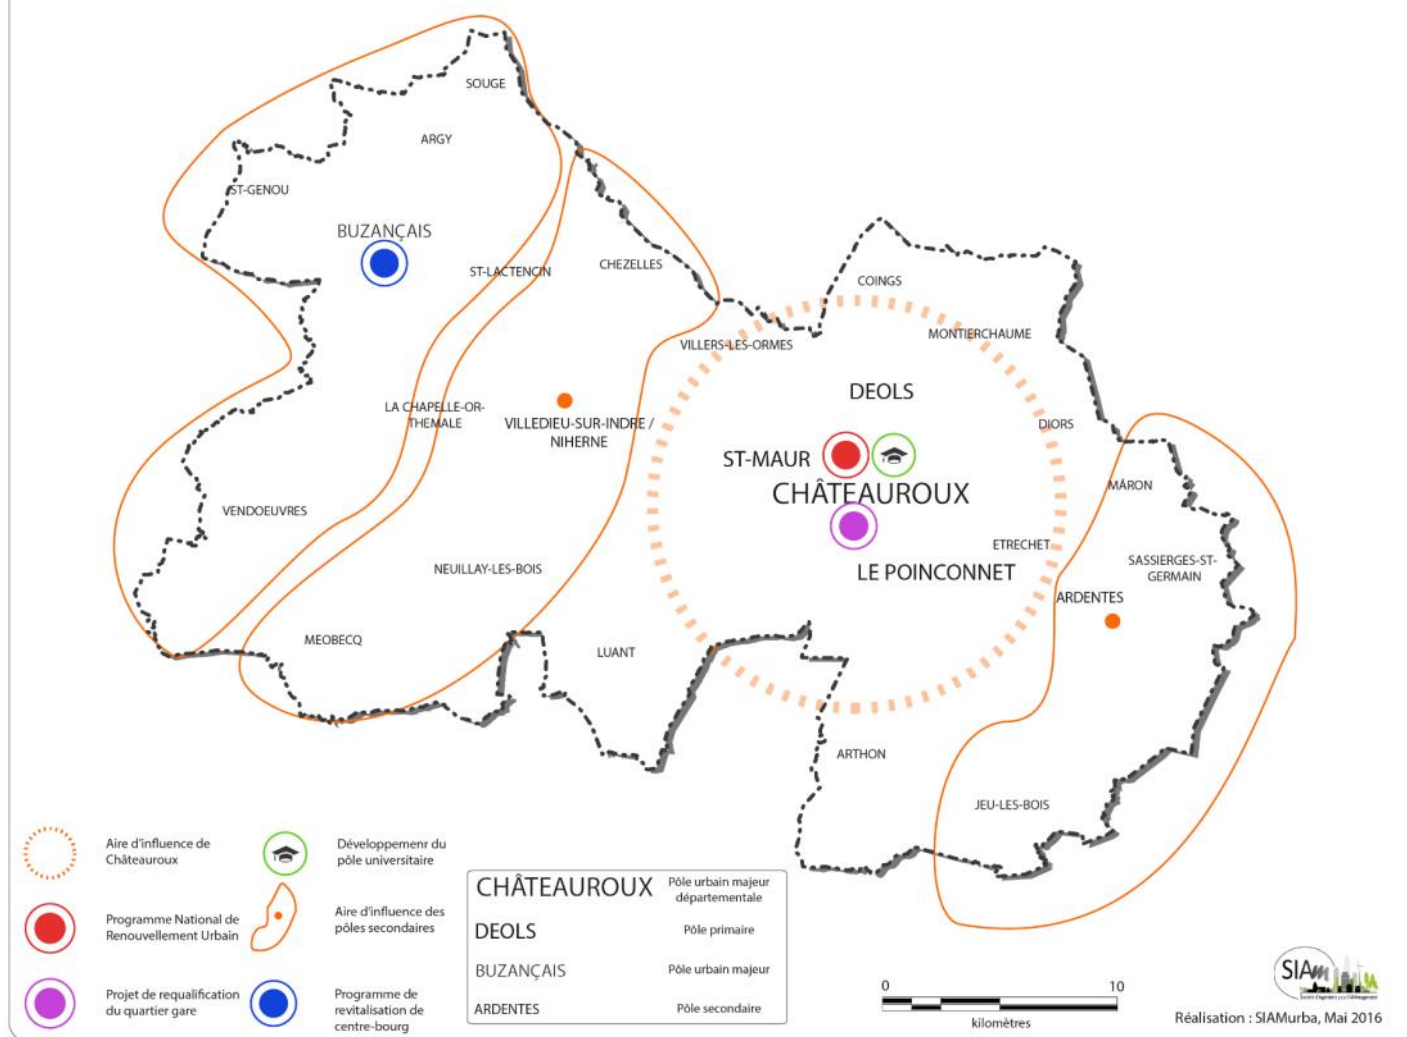 SOUGE
ARGY
ST-GENOU
BUZANÇAIS
ST-LACTENCIN
CHEZELLES
COINGS
VILLERS-LES-ORMES
MONTIERCHAUME
DEOLS
LA CHAPELLE-OR-
THEMALE
VILLEDIEU-SUR-INDRE /
NIHERNE
DIORS
ST-MAUR
CHÂTEAUROUX
MÂRON
VENDOEUVRES
ETRECHET
SASSIERGES-ST-
GERMAIN
NEUILLAY-LES-BOIS
LE POINCONNET
ARDENTES
MEOBECQ
LUANT
ARTHON
JEU-LES-BOIS
Aire d'influence de
Châteauroux
Développemenr du
pôle universitaire
Programme National de
Renouvellement Urbain
Aire d'influence des
pôles secondaires
Projet de requalification
du quartier gare
Programme de
revitalisation de
centre-bourg
CHÂTEAUROUX Pôle urbain majeur
départementale
DEOLS Pôle primaire
BUZANÇAIS Pôle urbain majeur
ARDENTES Pôle secondaire
0 10
kilomètres
SIAm
Réalisation : SIAMurba, Mai 2016